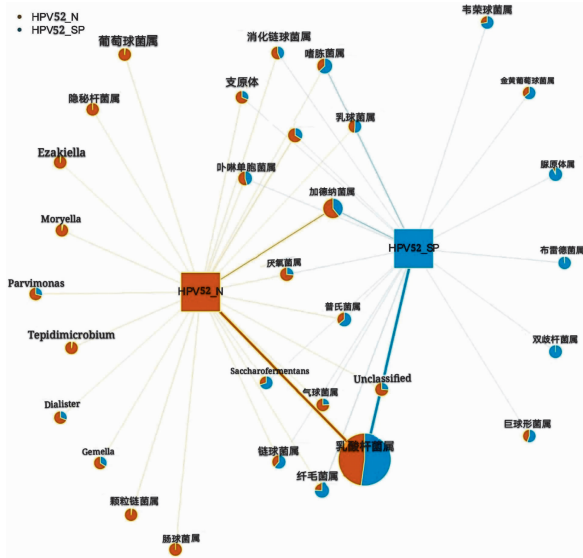 HPV52_N
HPV52_SP
葡萄球菌属
消化链球菌属
嗜胨菌属
韦荣球菌属
支原体
金黄葡萄球菌属
隐秘杆菌属
乳球菌属
Ezakiella
卟啉单胞菌属
脲原体属
加德纳菌属
Moryella
HPV52_SP
布雷德菌属
厌氧菌属
Parvimonas
HPV52_N
普氏菌属
Tepidimicrobium
双歧杆菌属
Saccharofermentans
Unclassified
气球菌属
Dialister
巨球形菌属
乳酸杆菌属
Gemella
链球菌属
纤毛菌属
颗粒链菌属
肠球菌属